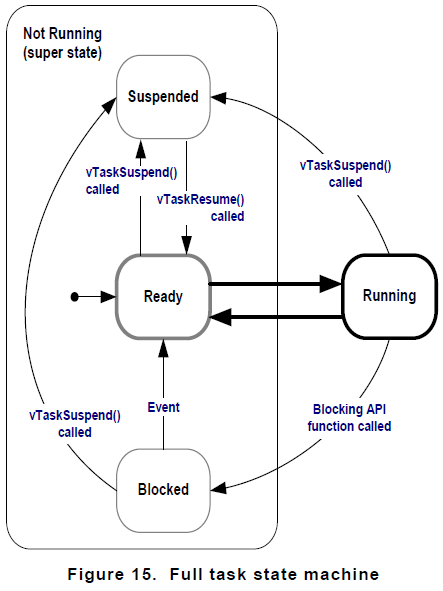 Not Running
(super state)
Suspended
vTaskSuspend()
called
vTaskResume()
called
vTaskSuspend()
called
Ready
Running
vTaskSuspend()
called
Event
Blocking API
function called
Blocked
Figure 15. Full task state machine